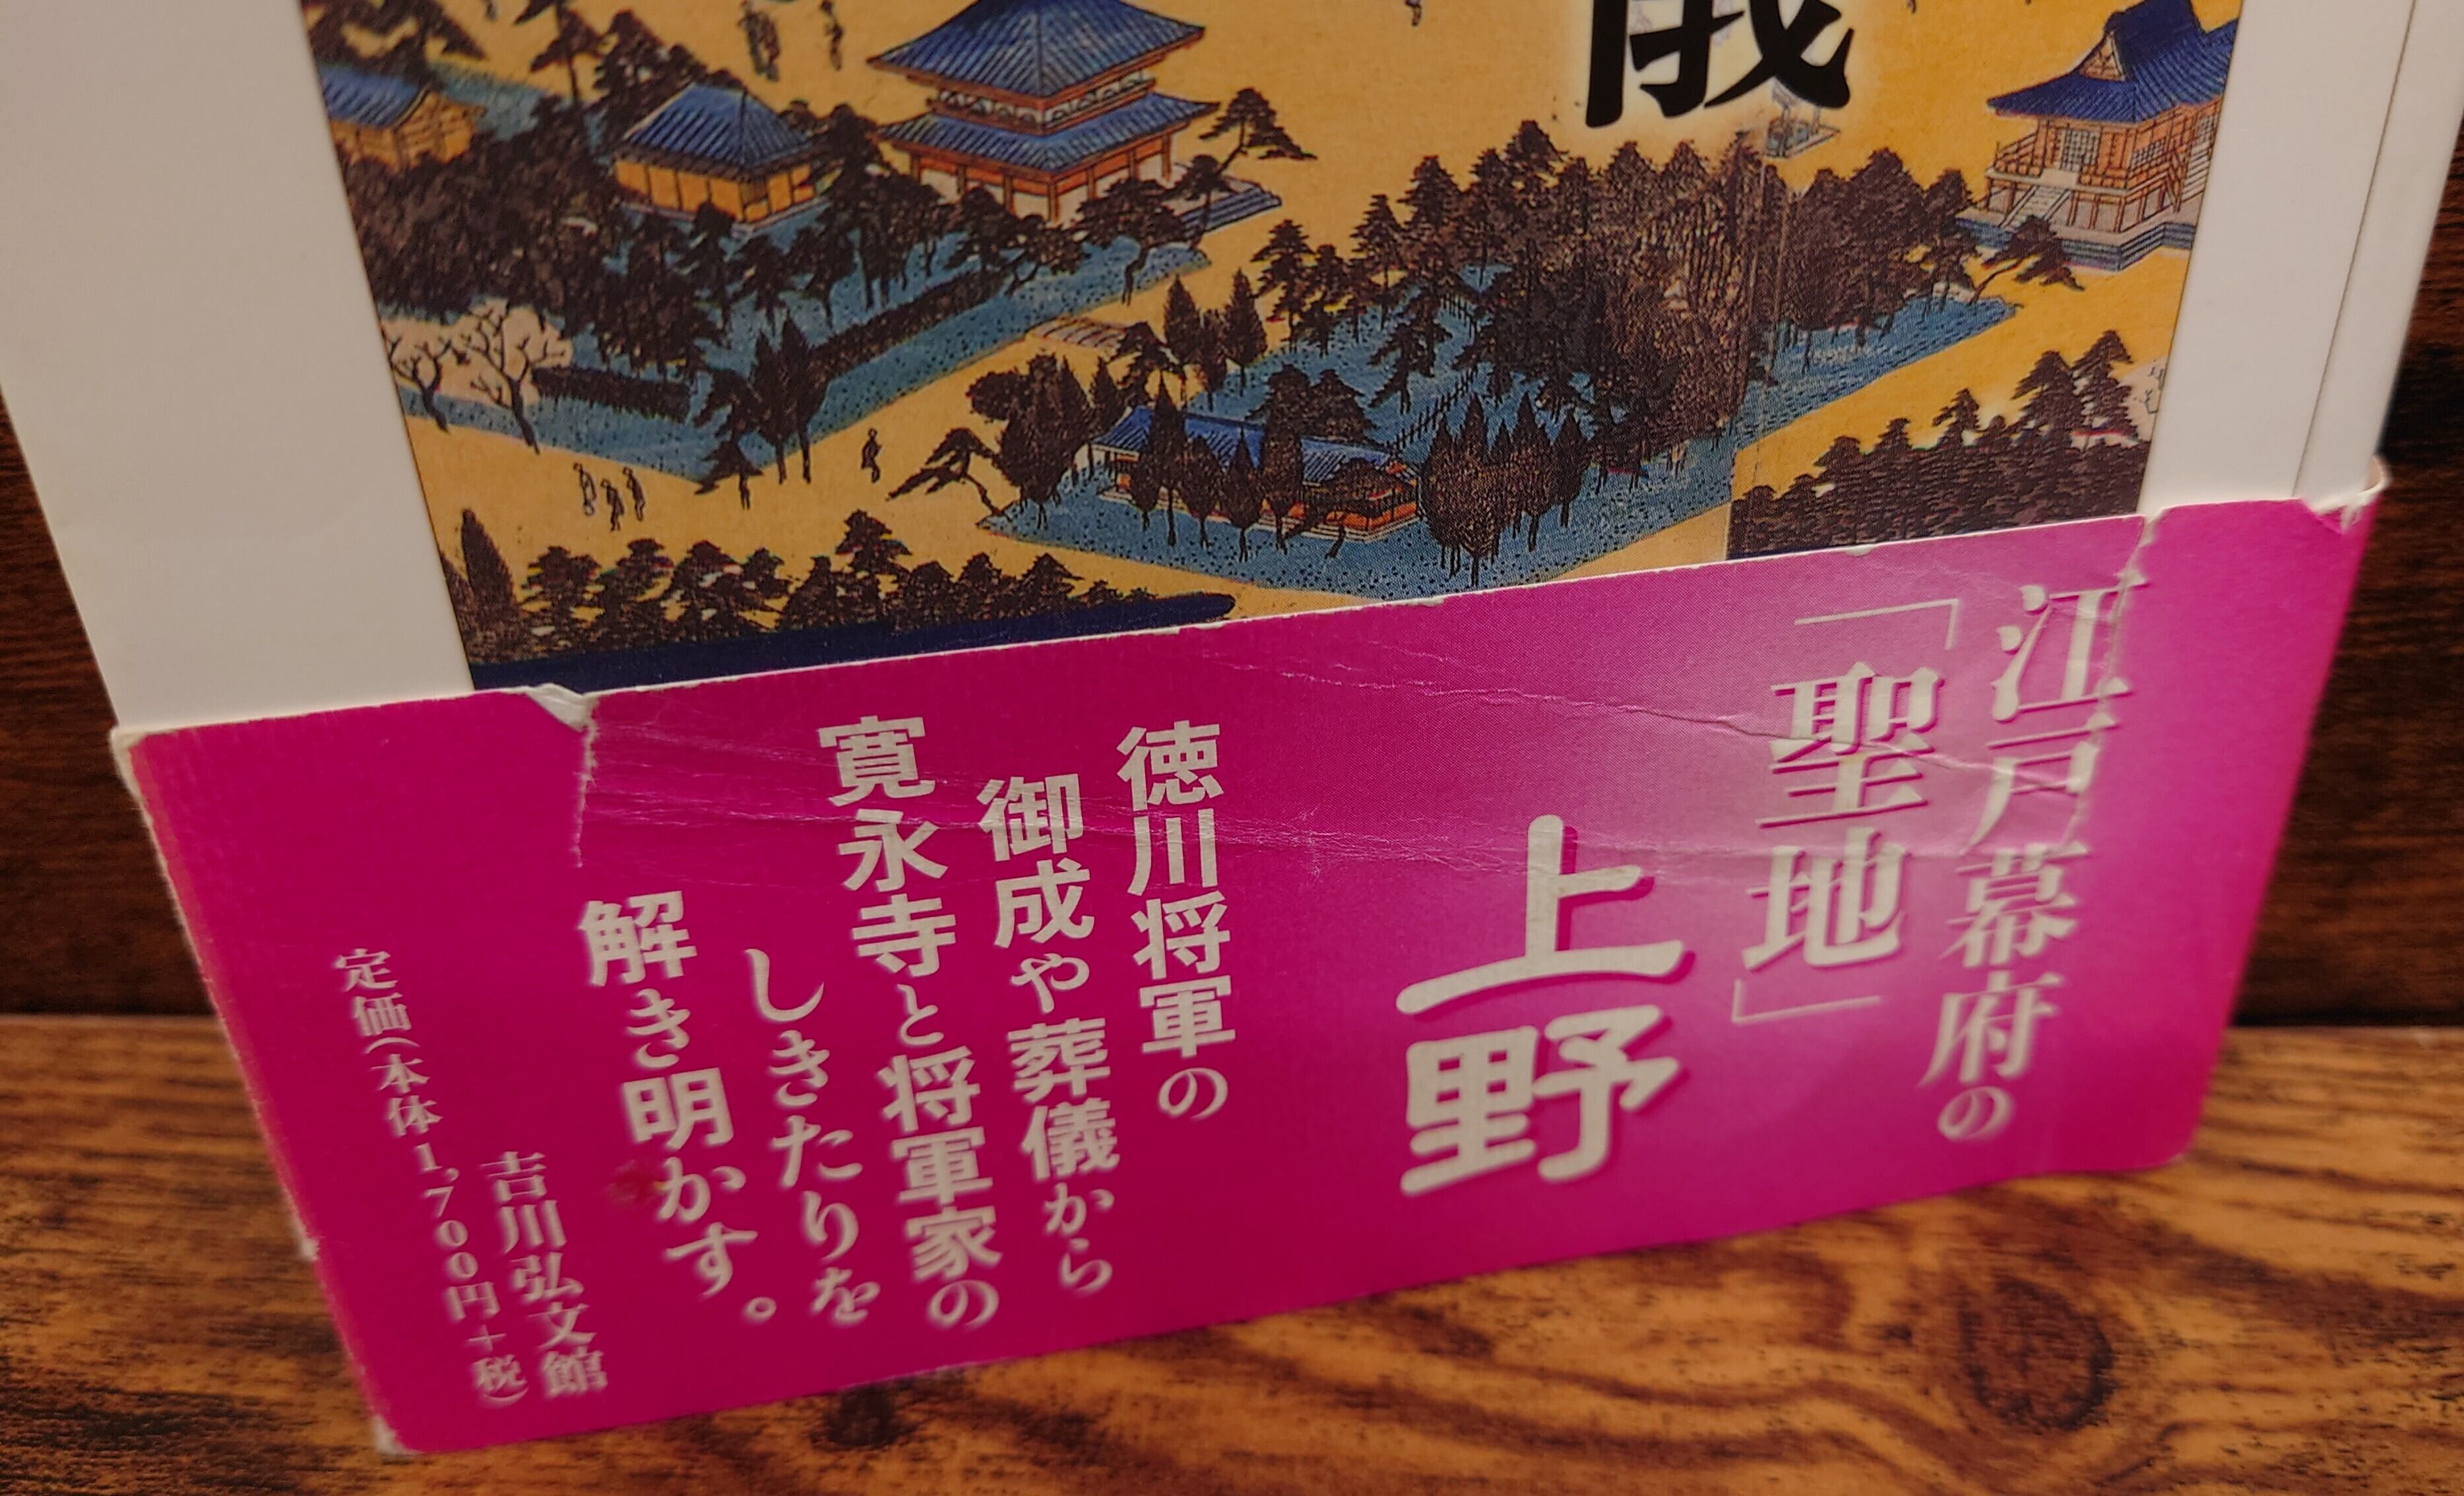 江戸幕府の
「聖地」
上野
徳川将軍の
御成や葬儀から
寛永寺と将軍家の
しきたりを
解き明かす。
吉川弘文館
定価(本体1,700円+税)